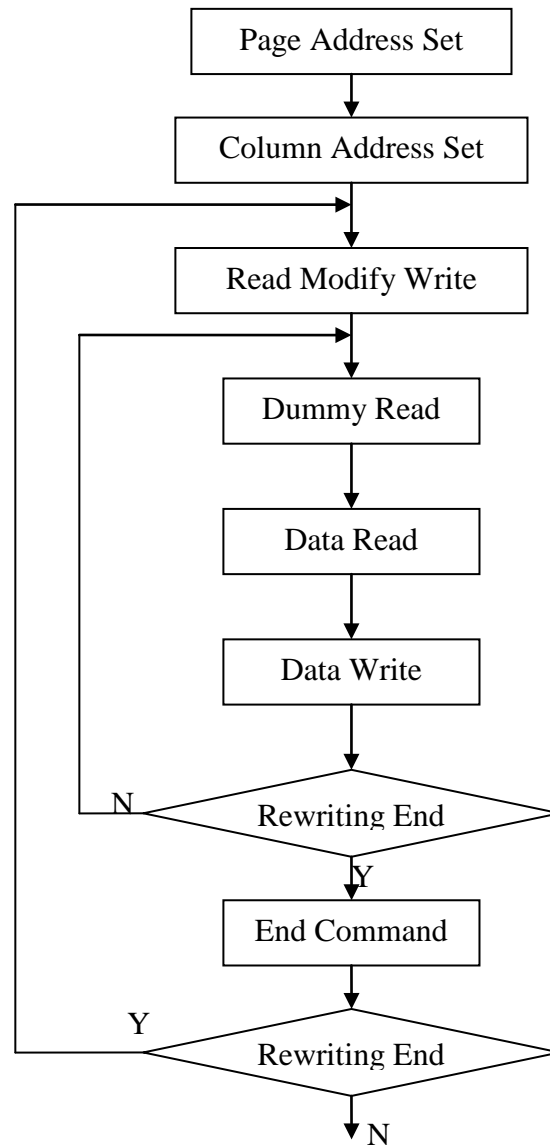 Page Address Set
Column Address Set
Read Modify Write
Dummy Read
Data Read
Data Write
N
Rewriting End
Y
End Command
Y
Rewriting End
N